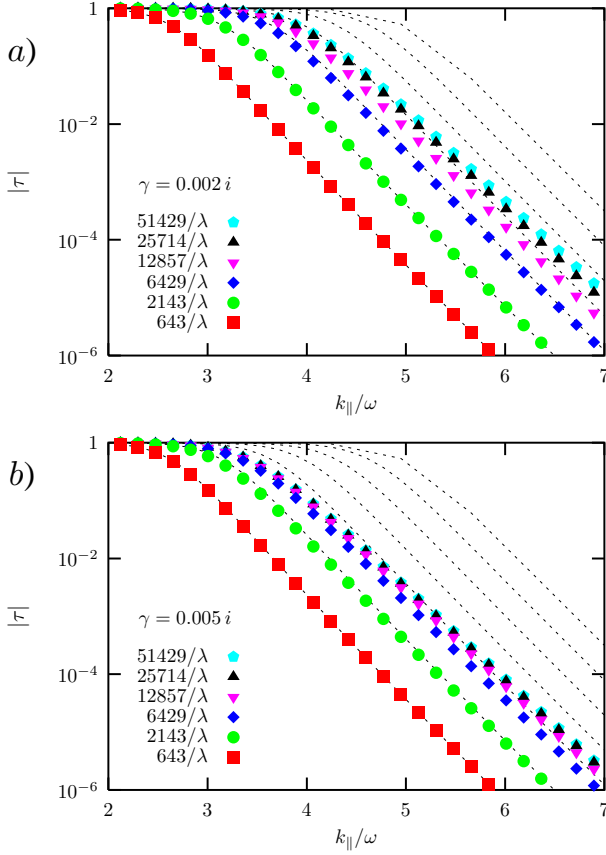 a)
1
10⁻²
10⁻⁴
10⁻⁶
|τ|
γ = 0.002 i
51429/λ
25714/λ
12857/λ
6429/λ
2143/λ
643/λ
2 3 4 5 6 7
k∥/ω
b)
1
10⁻²
10⁻⁴
10⁻⁶
|τ|
γ = 0.005 i
51429/λ
25714/λ
12857/λ
6429/λ
2143/λ
643/λ
2 3 4 5 6 7
k∥/ω